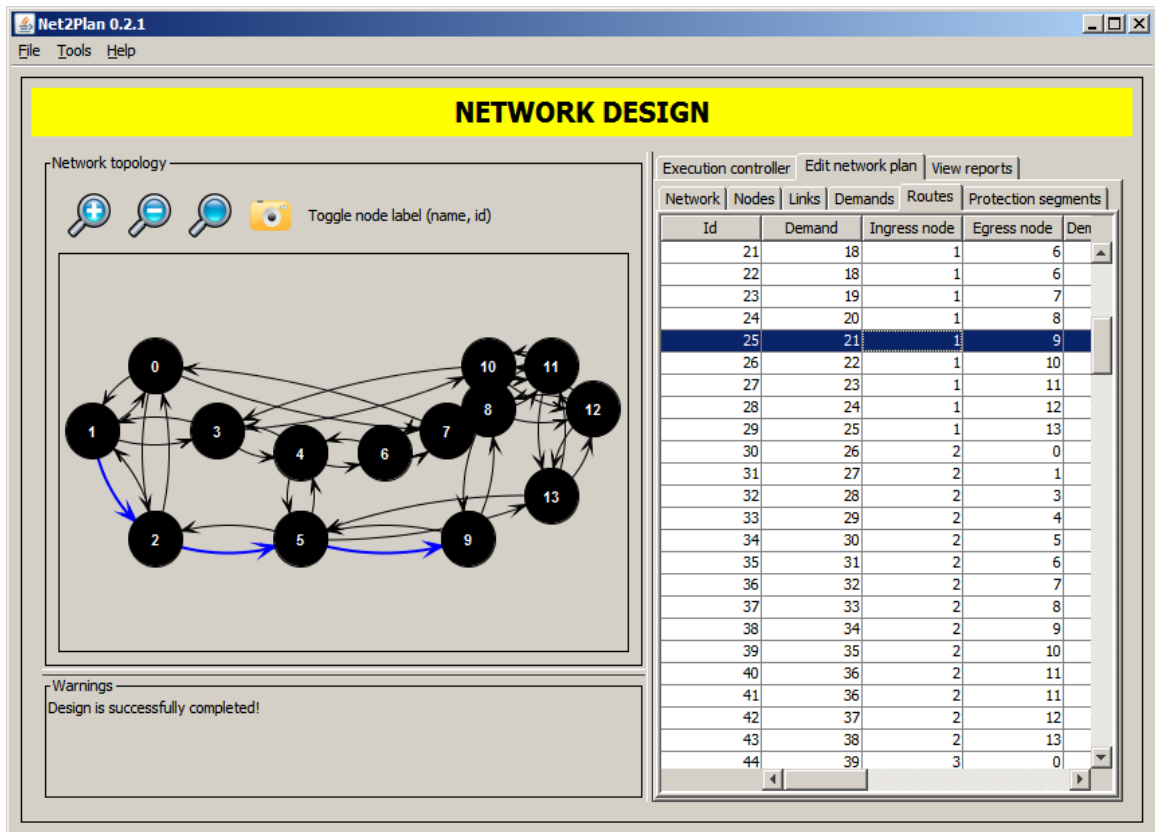 Net2Plan 0.2.1
File Tools Help
NETWORK DESIGN
Network topology
Toggle node label (name, id)
0
10
11
8
12
1
3
7
4
6
13
2
5
9
Warnings
Design is successfully completed!
Execution controller Edit network plan View reports
Network Nodes Links Demands Routes Protection segments
Id Demand Ingress node Egress node Dem
21 18 1 6
22 18 1 6
23 19 1 7
24 20 1 8
25 21 1 9
26 22 1 10
27 23 1 11
28 24 1 12
29 25 1 13
30 26 2 0
31 27 2 1
32 28 2 3
33 29 2 4
34 30 2 5
35 31 2 6
36 32 2 7
37 33 2 8
38 34 2 9
39 35 2 10
40 36 2 11
41 36 2 11
42 37 2 12
43 38 2 13
44 39 3 0